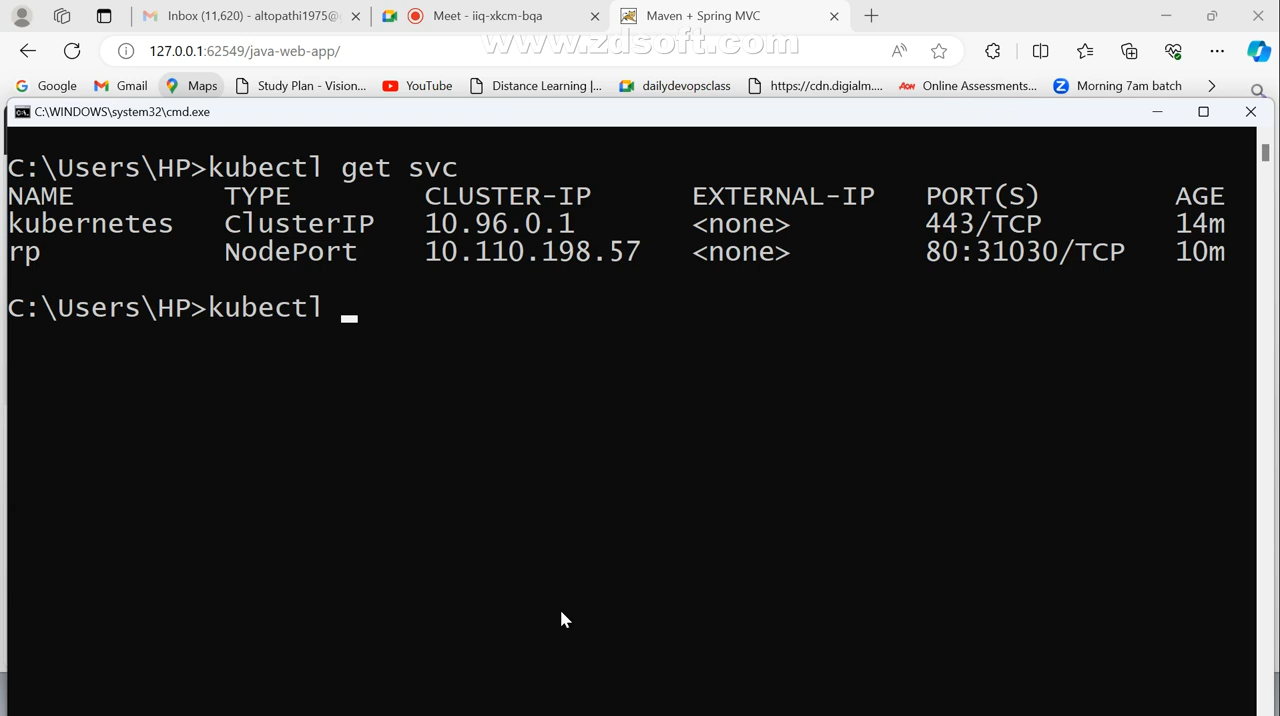 Inbox (11,620) - altopathi1975@
Meet - iiq-xkcm-bqa
Maven + Spring MVC
127.0.0.1:62549/java-web-app/
www.zdsoft.com
Google
Gmail
Maps
Study Plan - Vision...
YouTube
Distance Learning |...
dailydevopsclass
https://cdn.digialm....
Aon
Online Assessments...
Morning 7am batch
C:\WINDOWS\system32\cmd.exe
C:\Users\HP>kubectl get svc
NAME TYPE CLUSTER-IP EXTERNAL-IP PORT(S) AGE
kubernetes ClusterIP 10.96.0.1 <none> 443/TCP 14m
rp NodePort 10.110.198.57 <none> 80:31030/TCP 10m
C:\Users\HP>kubectl _